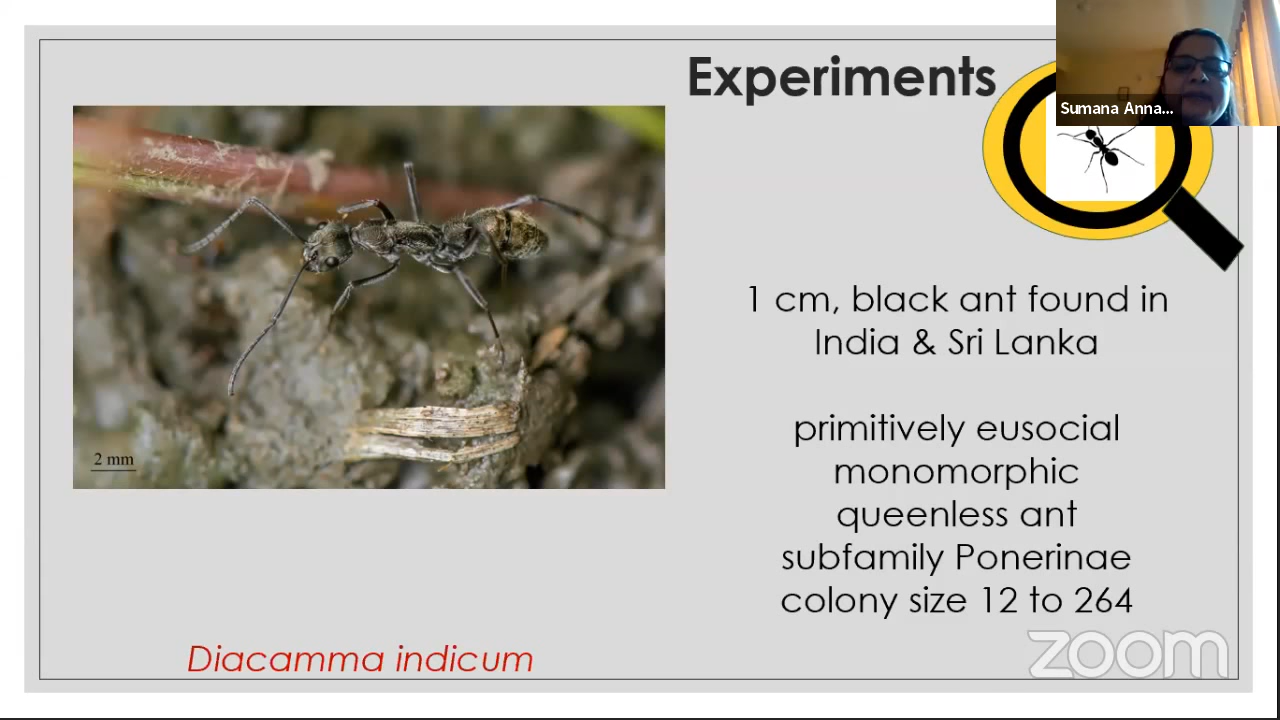 Experiments
Sumana Anna...
1 cm, black ant found in
India & Sri Lanka
primitively eusocial
monomorphic
queenless ant
subfamily Ponerinae
colony size 12 to 264
2 mm
Diacamma indicum
zoom